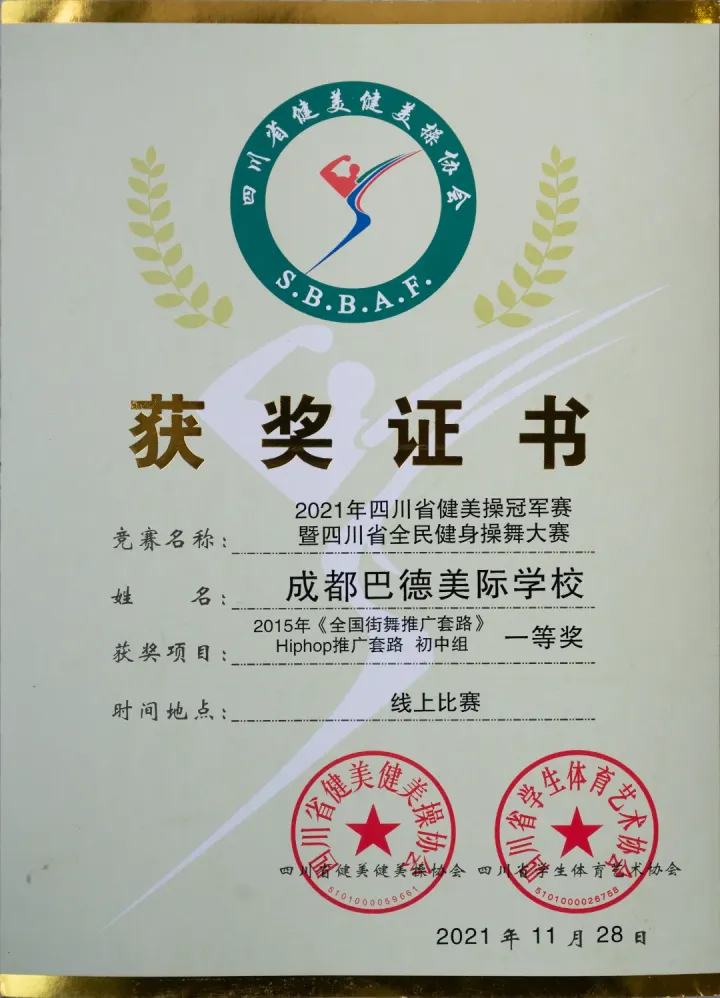 四川省健美健美操协会
S.B.B.A.F.
获奖证书
2021年四川省健美操冠军赛
竞赛名称:暨四川省全民健身操舞大赛
姓名:成都巴德美际学校
2015年《全国街舞推广套路》
获奖项目:Hiphop推广套路 初中组 一等奖
时间地点:线上比赛
四川省健美健美操协会
四川省学生体育艺术协会
四川省健美健美操协会 四川省学生体育艺术协会
5101000059661
5101000026758
2021年11月28日